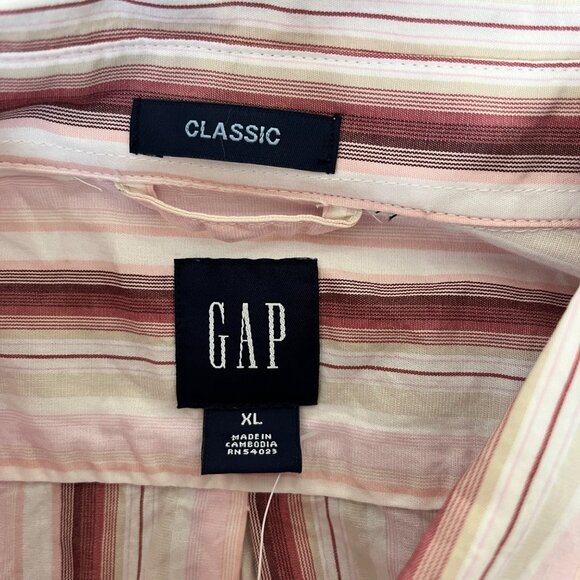 CLASSIC
GAP
XL
MADE IN
CAMBODIA
RN 54023